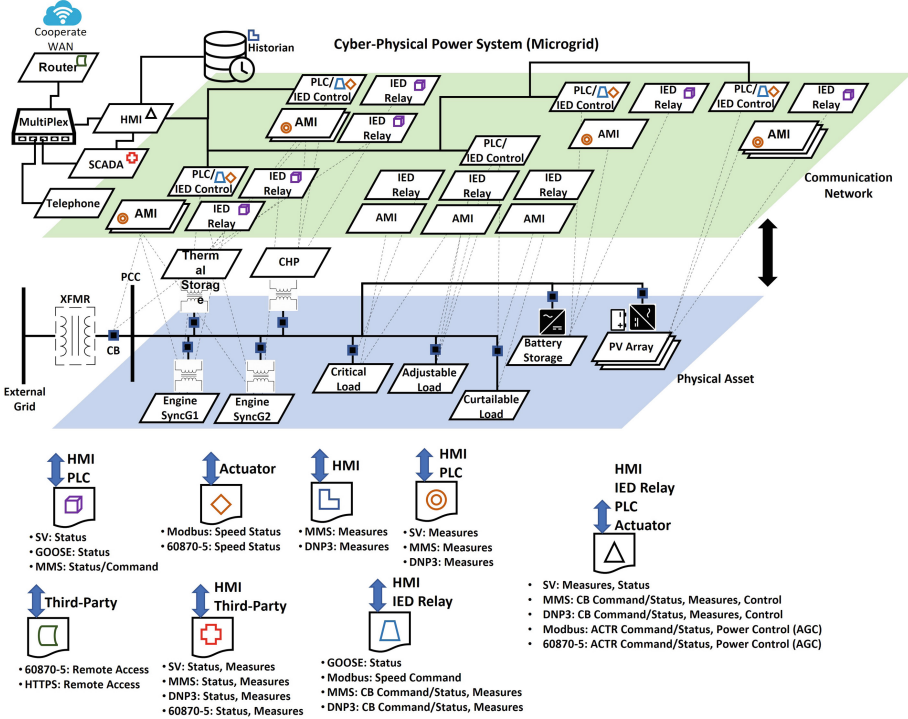 Cooperate
WAN
Router
MultiPlex
HMI
SCADA
Telephone
Historian
Cyber-Physical Power System (Microgrid)
PLC/
IED Control
IED
Relay
IED
Relay
AMI
PLC/
IED Control
IED
Relay
IED
Relay
AMI
PLC/
IED Control
IED
Relay
AMI
IED
Relay
AMI
IED
Relay
AMI
PLC/
IED Control
IED
Relay
AMI
PLC/
IED Control
IED
Relay
AMI
Communication
Network
Therm
al
Storag
e
CHP
PCC
XFMR
CB
External
Grid
Engine
SyncG1
Engine
SyncG2
Critical
Load
Adjustable
Load
Curtailable
Load
Battery
Storage
PV Array
Physical Asset
HMI
PLC
• SV: Status
• GOOSE: Status
• MMS: Status/Command
Actuator
• Modbus: Speed Status
• 60870-5: Speed Status
HMI
• MMS: Measures
• DNP3: Measures
HMI
PLC
• SV: Measures
• MMS: Measures
• DNP3: Measures
HMI
IED Relay
PLC
Actuator
• SV: Measures, Status
• MMS: CB Command/Status, Measures, Control
• DNP3: CB Command/Status, Measures, Control
• Modbus: ACTR Command/Status, Power Control (AGC)
• 60870-5: ACTR Command/Status, Power Control (AGC)
Third-Party
• 60870-5: Remote Access
• HTTPS: Remote Access
HMI
Third-Party
• SV: Status, Measures
• MMS: Status, Measures
• DNP3: Status, Measures
• 60870-5: Status, Measures
HMI
IED Relay
• GOOSE: Status
• Modbus: Speed Command
• MMS: CB Command/Status, Measures
• DNP3: CB Command/Status, Measures